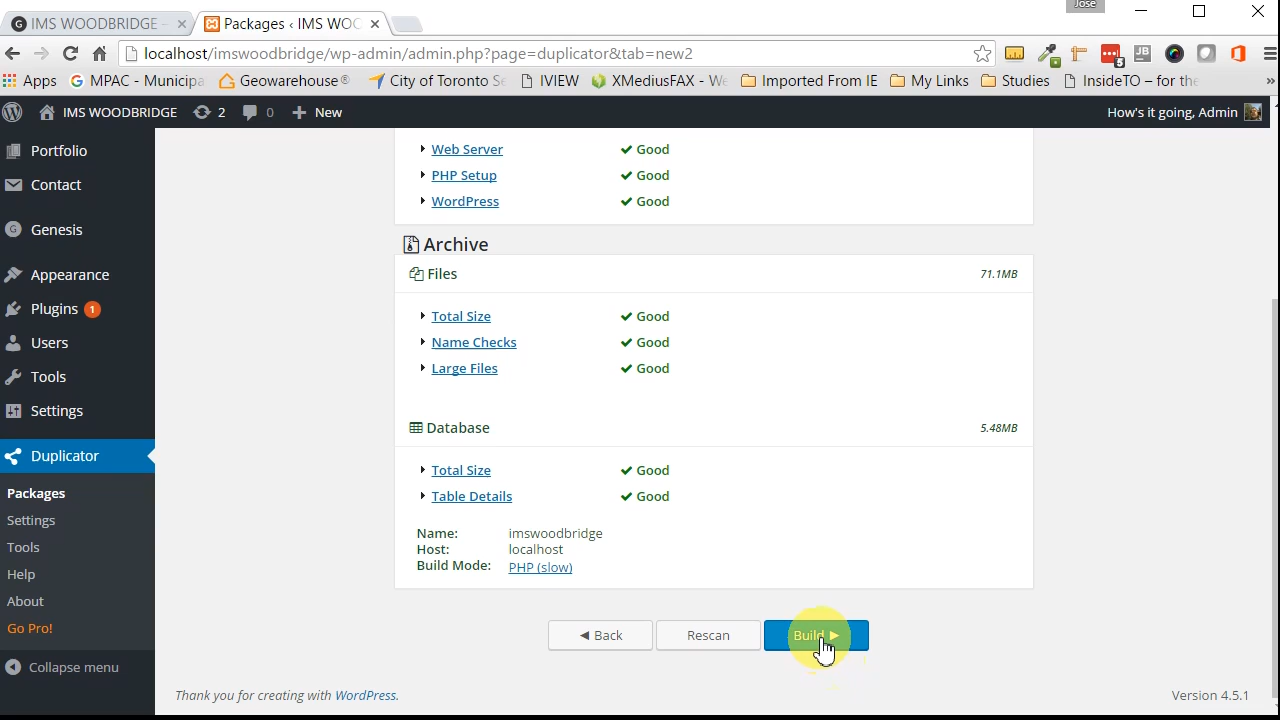 Jose
IMS WOODBRIDGE –
Packages ‹ IMS WOO
localhost/imswoodbridge/wp-admin/admin.php?page=duplicator&tab=new2
Apps
MPAC - Municipa
Geowarehouse®
City of Toronto Se
IVIEW
XMediusFAX - We
Imported From IE
My Links
Studies
InsideTO – for the
»
IMS WOODBRIDGE
2
0
New
How's it going, Admin
Portfolio
Contact
Genesis
Appearance
Plugins 1
Users
Tools
Settings
Duplicator
Packages
Settings
Tools
Help
About
Go Pro!
Collapse menu
Web Server Good
PHP Setup Good
WordPress Good
Archive
Files 71.1MB
Total Size Good
Name Checks Good
Large Files Good
Database 5.48MB
Total Size Good
Table Details Good
Name: imswoodbridge
Host: localhost
Build Mode: PHP (slow)
Back
Rescan
Build
Thank you for creating with WordPress.
Version 4.5.1